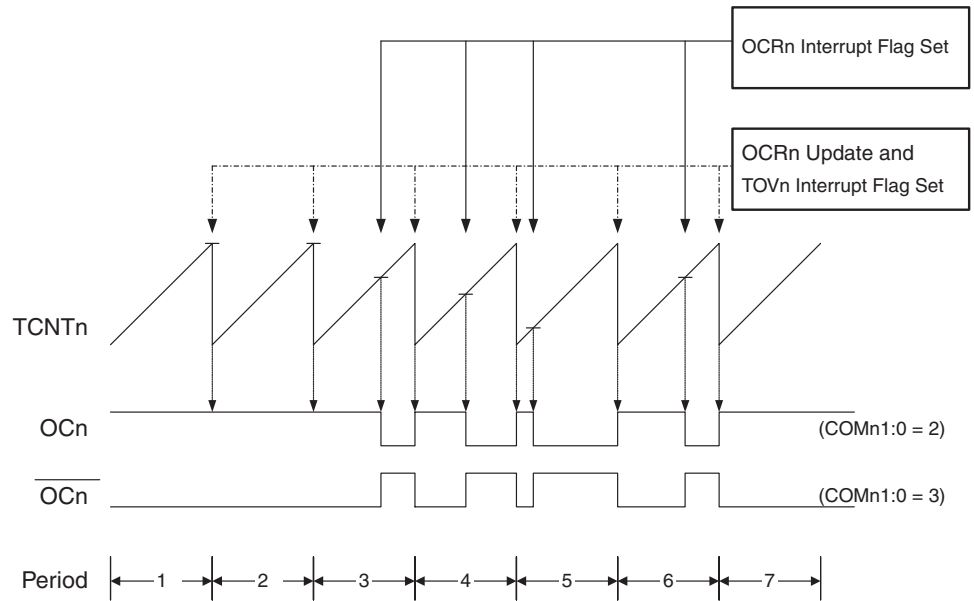 OCRn Interrupt Flag Set
OCRn Update and
TOVn Interrupt Flag Set
TCNTn
OCn
(COMn1:0 = 2)
OCn
(COMn1:0 = 3)
Period
1
2
3
4
5
6
7